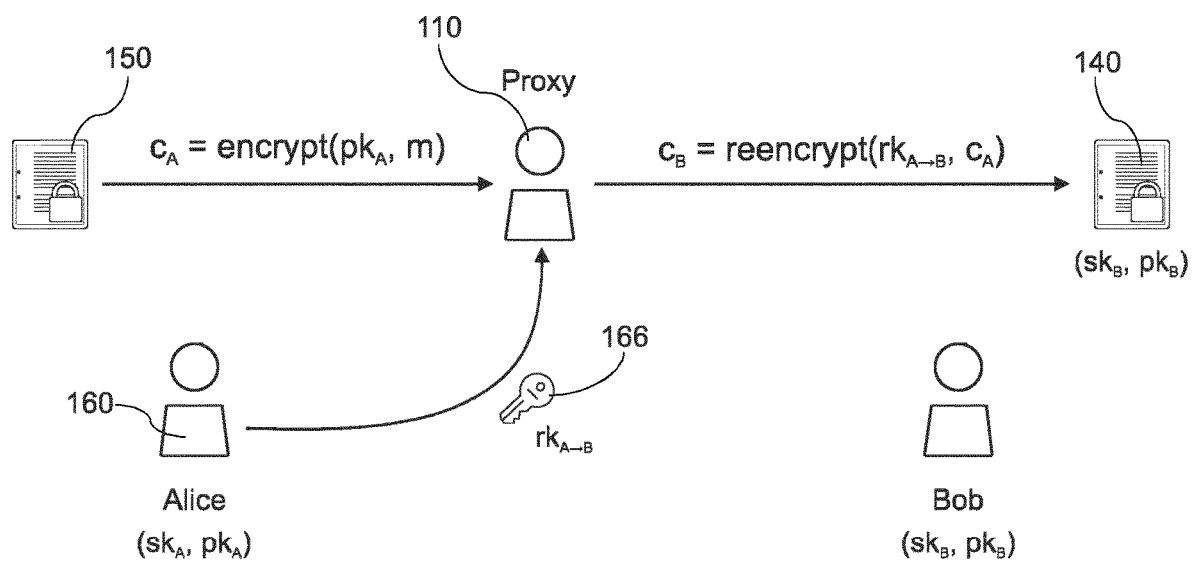 110
150
Proxy
140
c_A = encrypt(pk_A, m)
c_B = reencrypt(rk_A→B, c_A)
(sk_B, pk_B)
166
160
rk_A→B
Alice
Bob
(sk_A, pk_A)
(sk_B, pk_B)